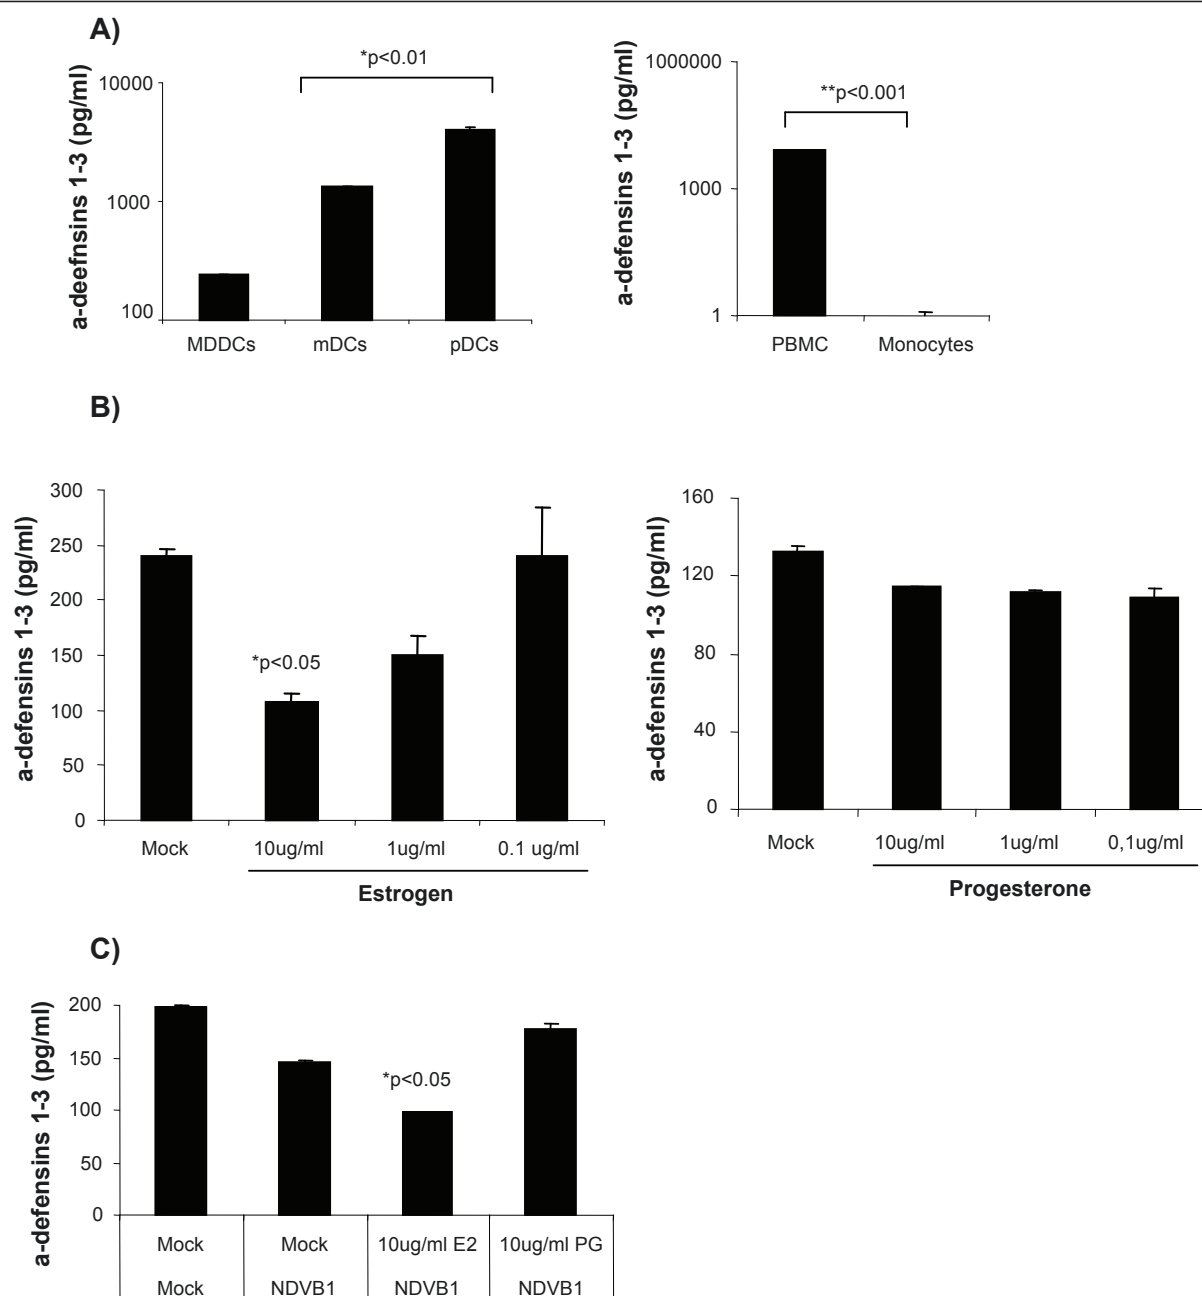 A)
a-deefnsins 1-3 (pg/ml)
10000
1000
100
*p<0.01
MDDCs mDCs pDCs
a-defensins 1-3 (pg/ml)
1000000
1000
1
**p<0.001
PBMC Monocytes
B)
a-defensins 1-3 (pg/ml)
300
250
200
150
100
50
0
*p<0.05
Mock 10ug/ml 1ug/ml 0.1 ug/ml
Estrogen
a-defensins 1-3 (pg/ml)
160
120
80
40
0
Mock 10ug/ml 1ug/ml 0,1ug/ml
Progesterone
C)
a-defensins 1-3 (pg/ml)
200
150
100
50
0
*p<0.05
Mock Mock 10ug/ml E2 10ug/ml PG
Mock NDVB1 NDVB1 NDVB1